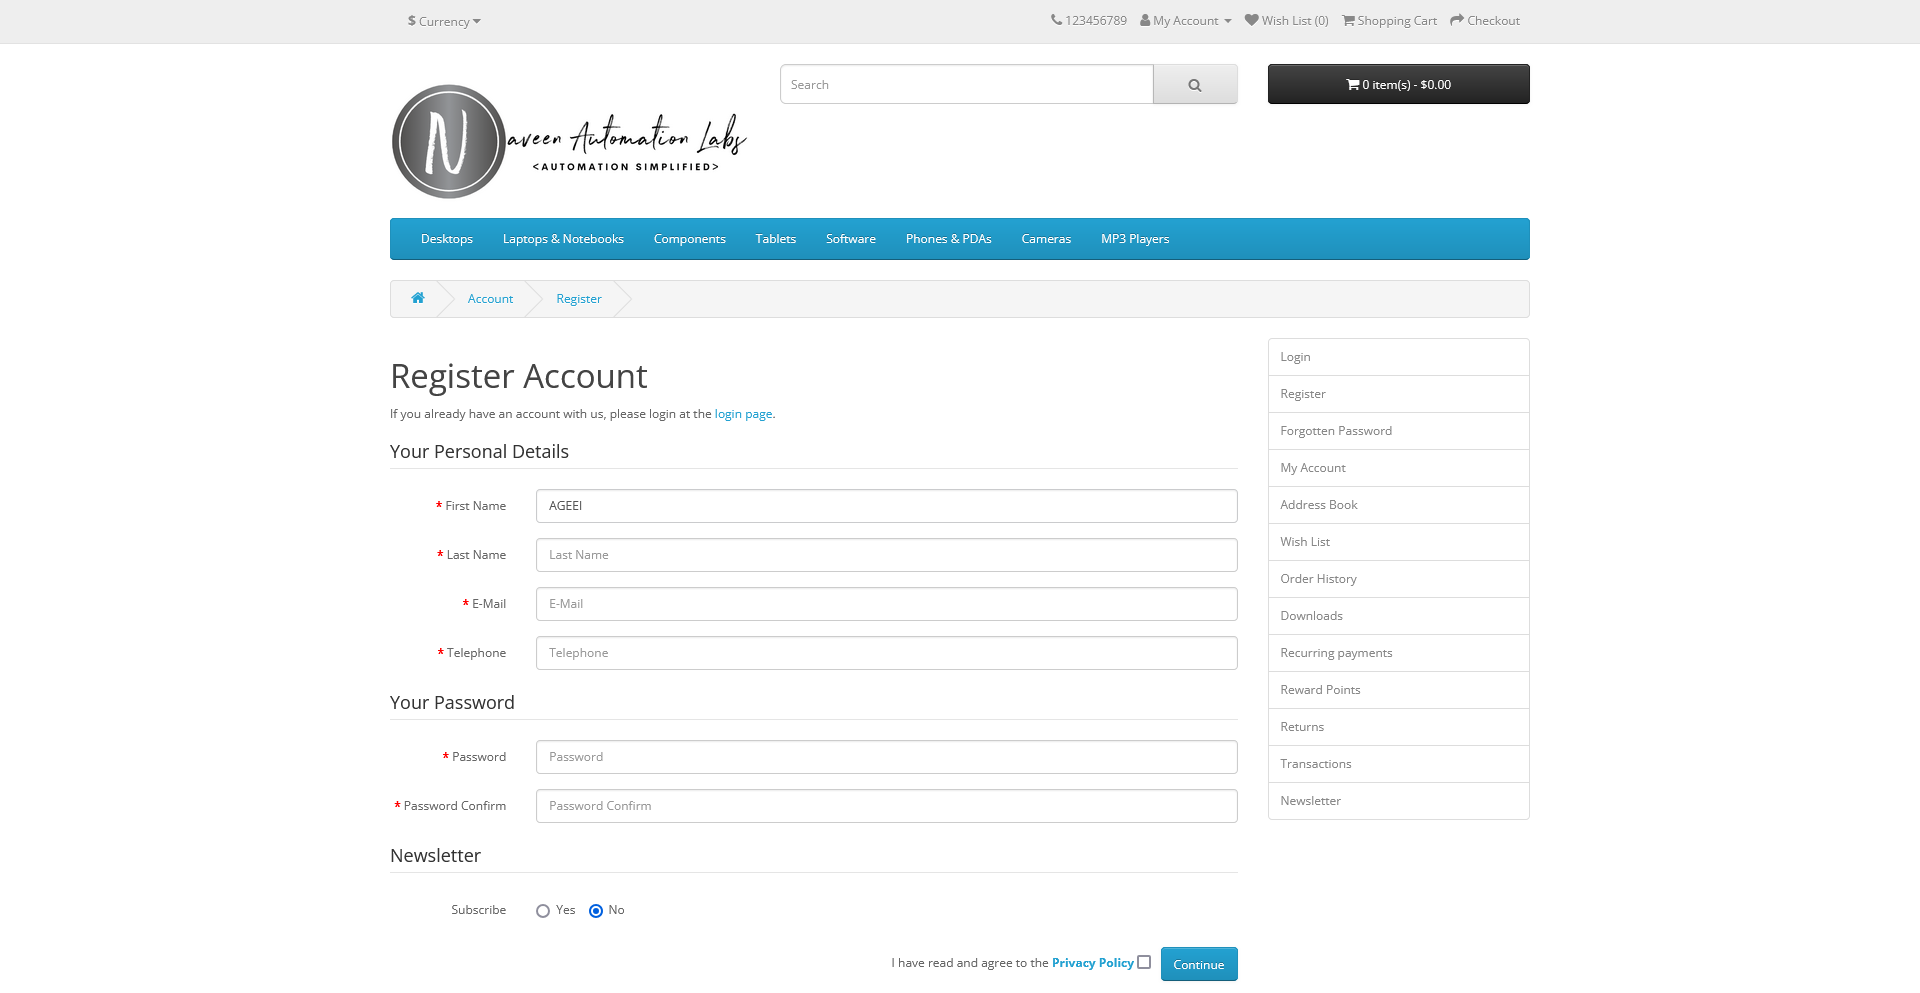 $ Currency
123456789 My Account Wish List (0) Shopping Cart Checkout
Search
0 item(s) - $0.00
N aveen Automation Labs
<AUTOMATION SIMPLIFIED>
Desktops Laptops & Notebooks Components Tablets Software Phones & PDAs Cameras MP3 Players
Account Register
Register Account
If you already have an account with us, please login at the login page.
Your Personal Details
* First Name AGEEI
* Last Name Last Name
* E-Mail E-Mail
* Telephone Telephone
Your Password
* Password Password
* Password Confirm Password Confirm
Newsletter
Subscribe Yes No
I have read and agree to the Privacy Policy Continue
Login
Register
Forgotten Password
My Account
Address Book
Wish List
Order History
Downloads
Recurring payments
Reward Points
Returns
Transactions
Newsletter